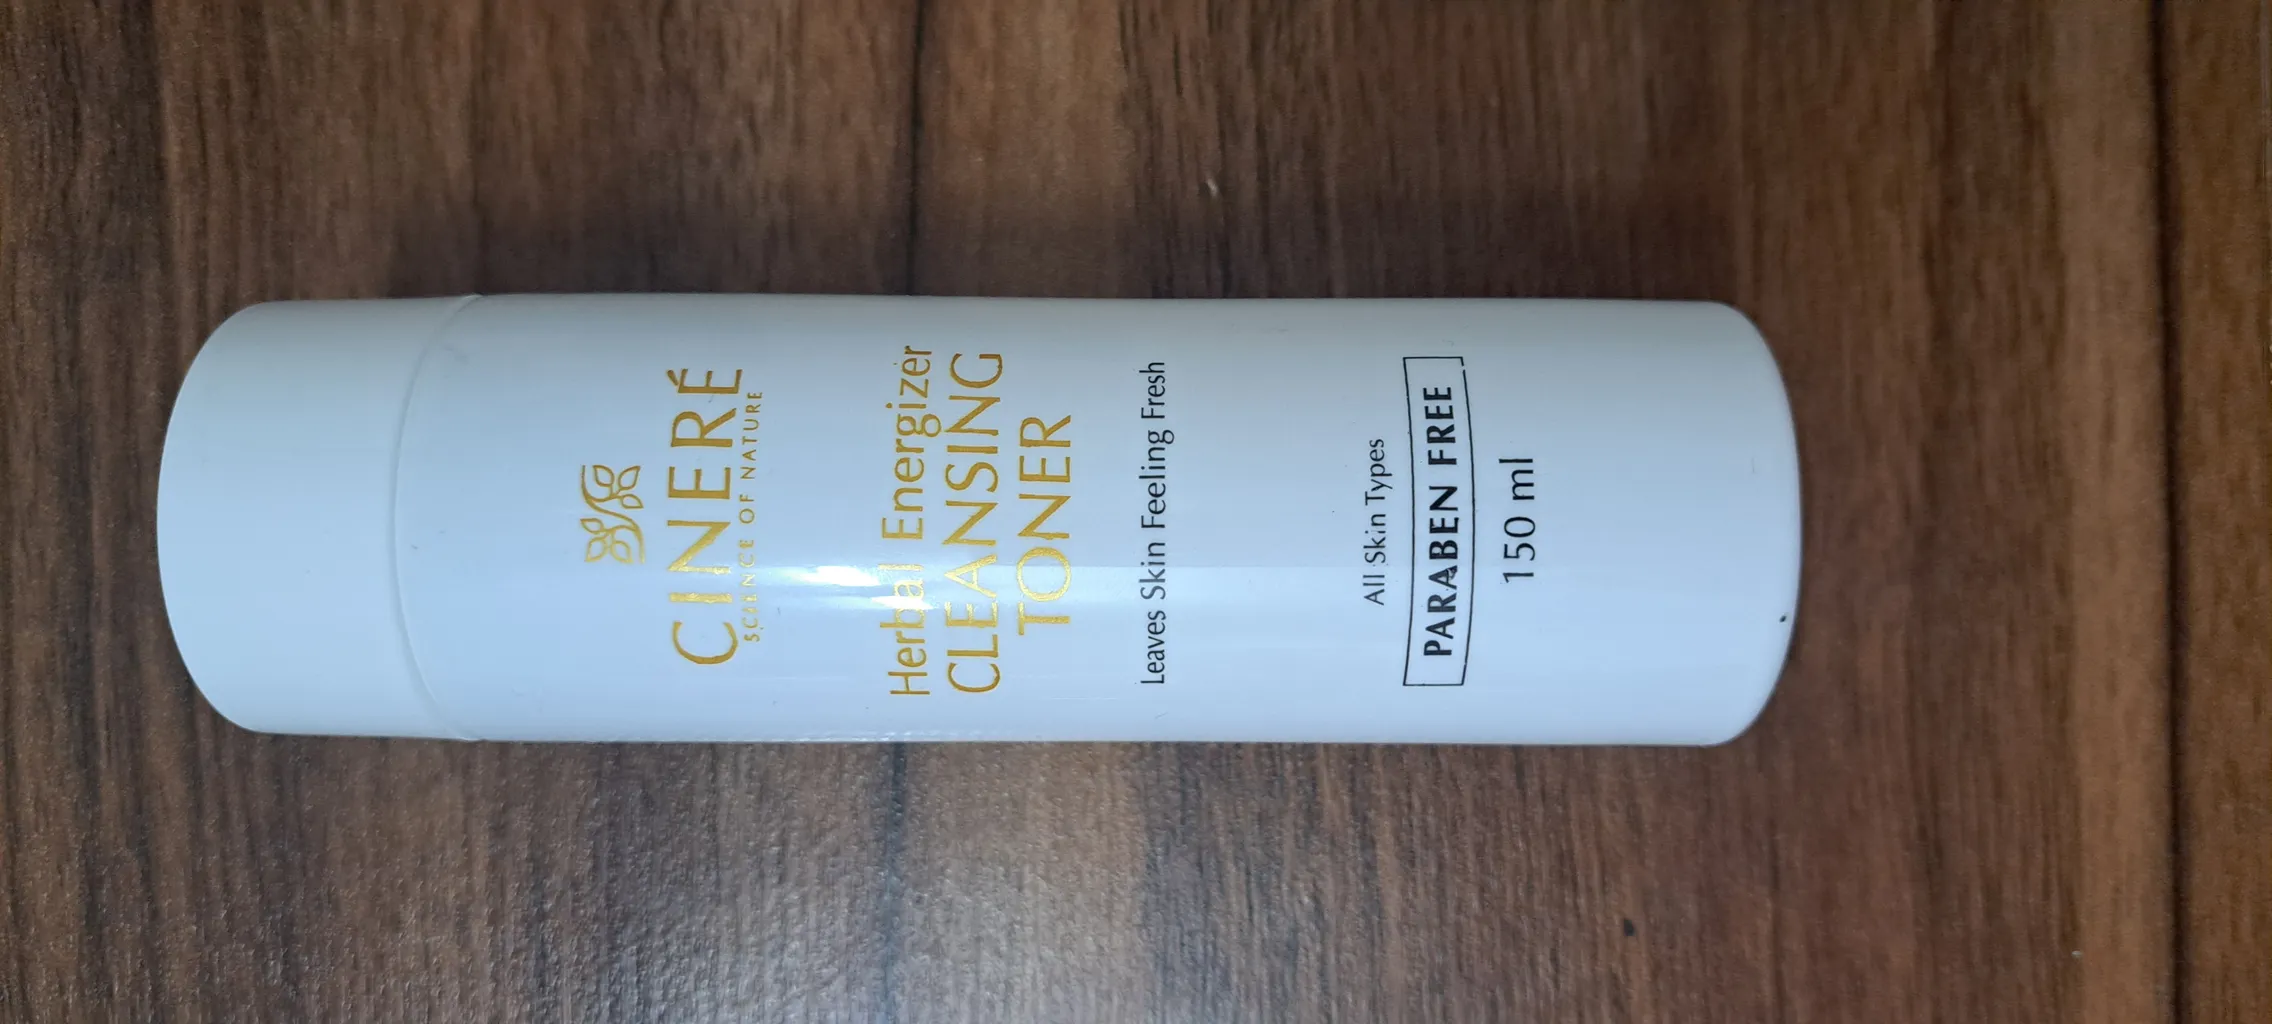 CINERÉ
SCIENCE OF NATURE
Herbal Energizer
CLEANSING
TONER
Leaves Skin Feeling Fresh
All Skin Types
PARABEN FREE
150 ml